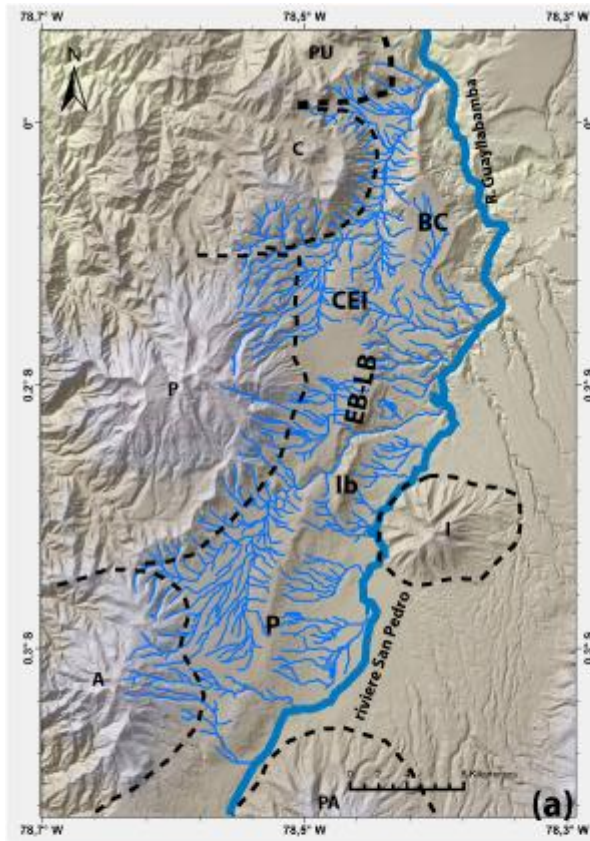 78,7° W 78,5° W 78,3° W
N
PU
0° 0°
C
R. Guayllabamba
BC
CEI
0,2° S 0,2° S
P
EB-LB
Ib
I
P
riviere San Pedro
0,3° S 0,3° S
A
PA
(a)
78,7° W 78,5° W 78,3° W